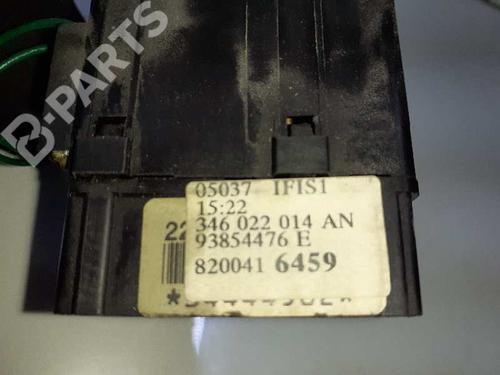 B-PARTS
05037 IFIS1
15:22
346 022 014 AN
93854476 E
820041 6459
22